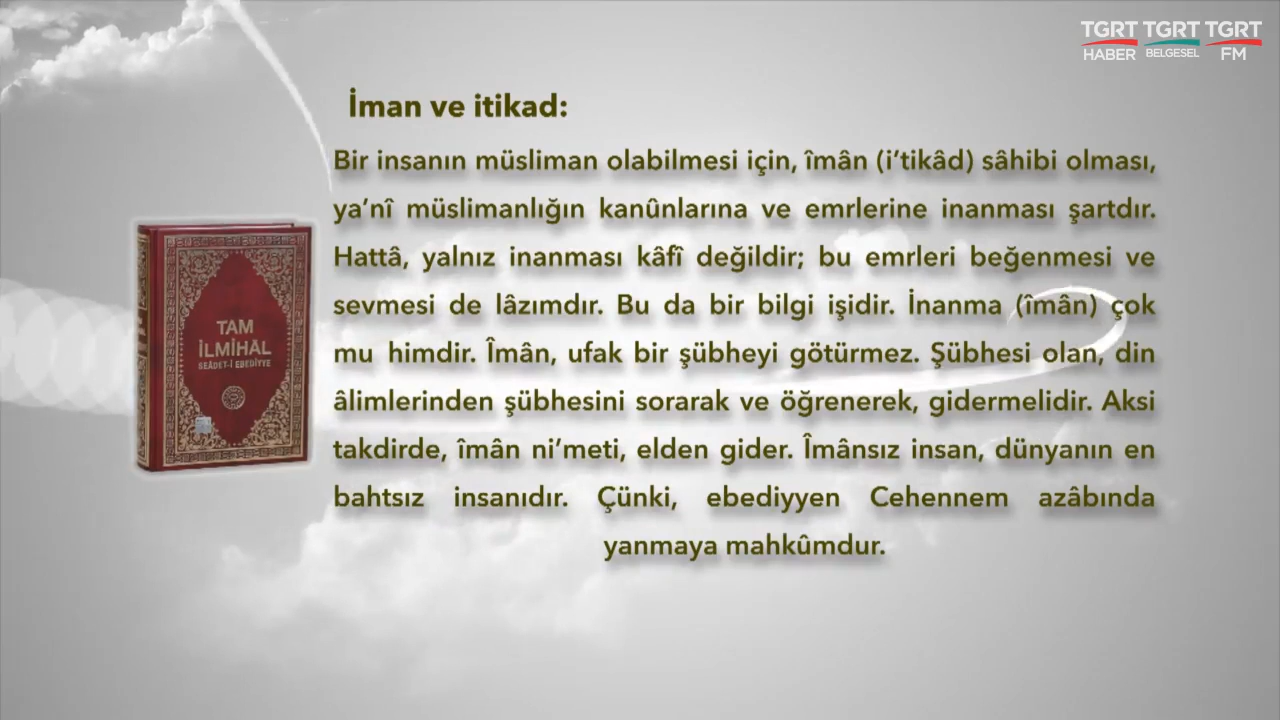 TGRT TGRT TGRT
HABER BELGESEL FM
İman ve itikad:
Bir insanın müsliman olabilmesi için, îmân (i’tikâd) sâhibi olması,
ya’nî müslimanlığın kanûnlarına ve emrlerine inanması şartdır.
Hattâ, yalnız inanması kâfî değildir; bu emrleri beğenmesi ve
sevmesi de lâzımdır. Bu da bir bilgi işidir. İnanma (îmân) çok
mu himdir. Îmân, ufak bir şübheyi götürmez. Şübhesi olan, din
âlimlerinden şübhesini sorarak ve öğrenerek, gidermelidir. Aksi
takdirde, îmân ni’meti, elden gider. Îmânsız insan, dünyanın en
bahtsız insanıdır. Çünki, ebediyyen Cehennem azâbında
yanmaya mahkûmdur.
TAM
İLMİHAL
SEÂDET-İ EBEDİYYE